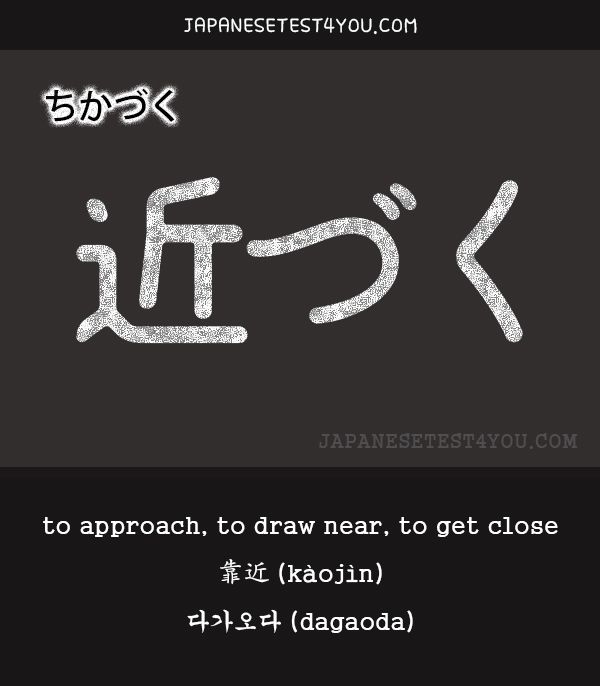 JAPANESETEST4YOU.COM
ちかづく
近づく
JAPANESETEST4YOU.COM
to approach, to draw near, to get close
靠近 (kàojìn)
다가오다 (dagaoda)